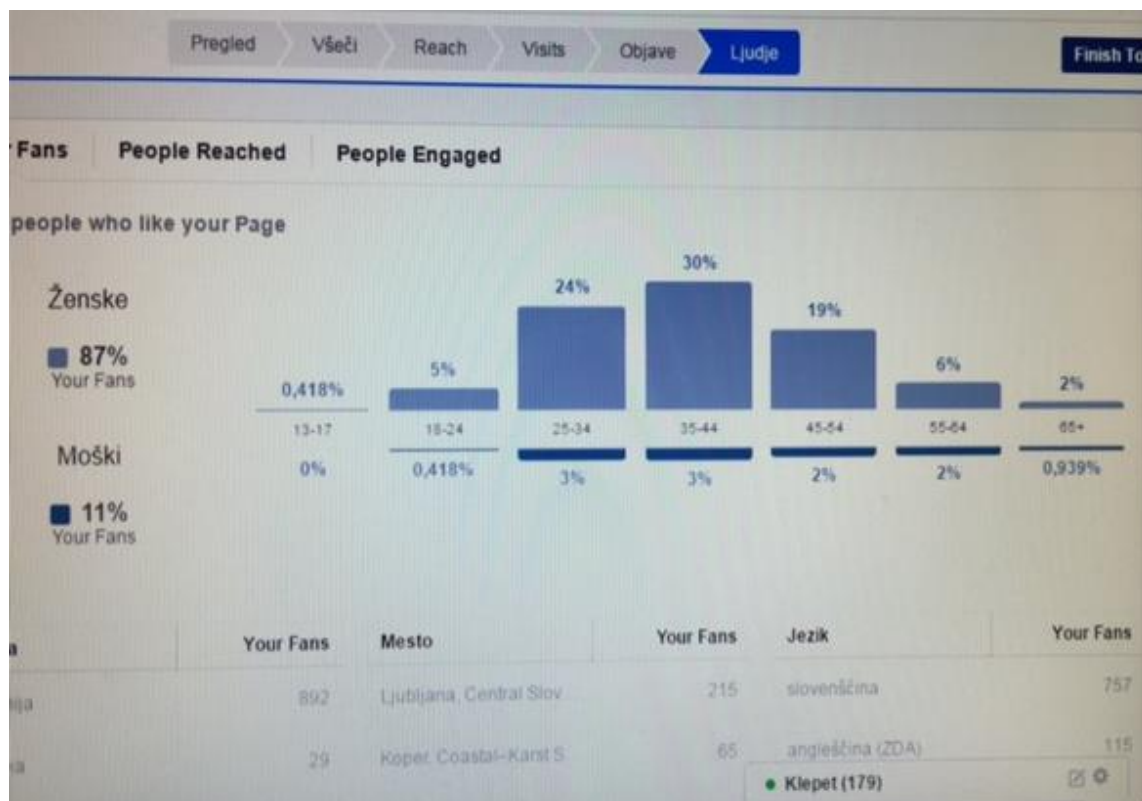 Pregled Všeči Reach Visits Objave Ljudje Finish To
Fans People Reached People Engaged
people who like your Page
Ženske
87%
Your Fans
0,418% 5% 24% 30% 19% 6% 2%
13-17 18-24 25-34 35-44 45-54 55-64 65+
0% 0,418% 3% 3% 2% 2% 0,939%
Moški
11%
Your Fans
a Your Fans Mesto Your Fans Jezik Your Fans
nija 892 Ljubljana, Central Slov 215 slovenščina 757
29 Koper, Coastal-Karst S 65 angleščina (ZDA) 115
Klepet (179)